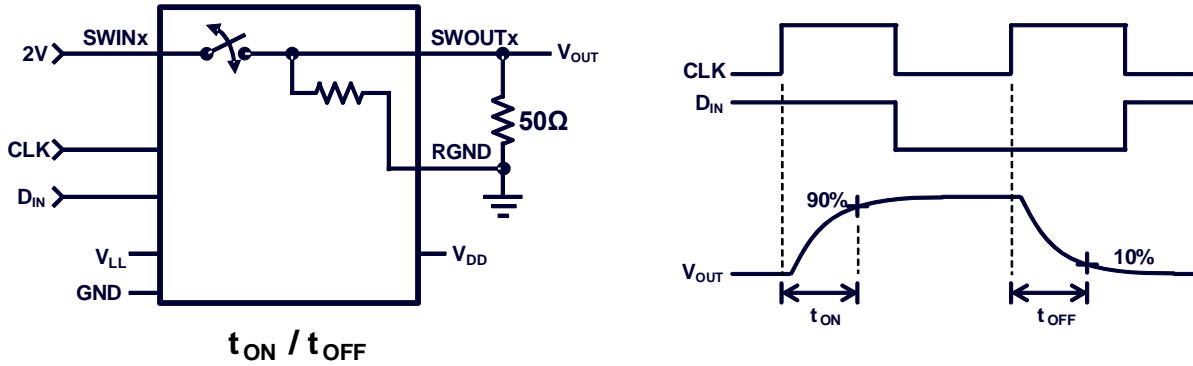 SWINx
SWOUTx
2V
VOUT
50Ω
CLK
RGND
DIN
VLL
VDD
GND
tON / tOFF
CLK
DIN
90%
10%
VOUT
tON
tOFF